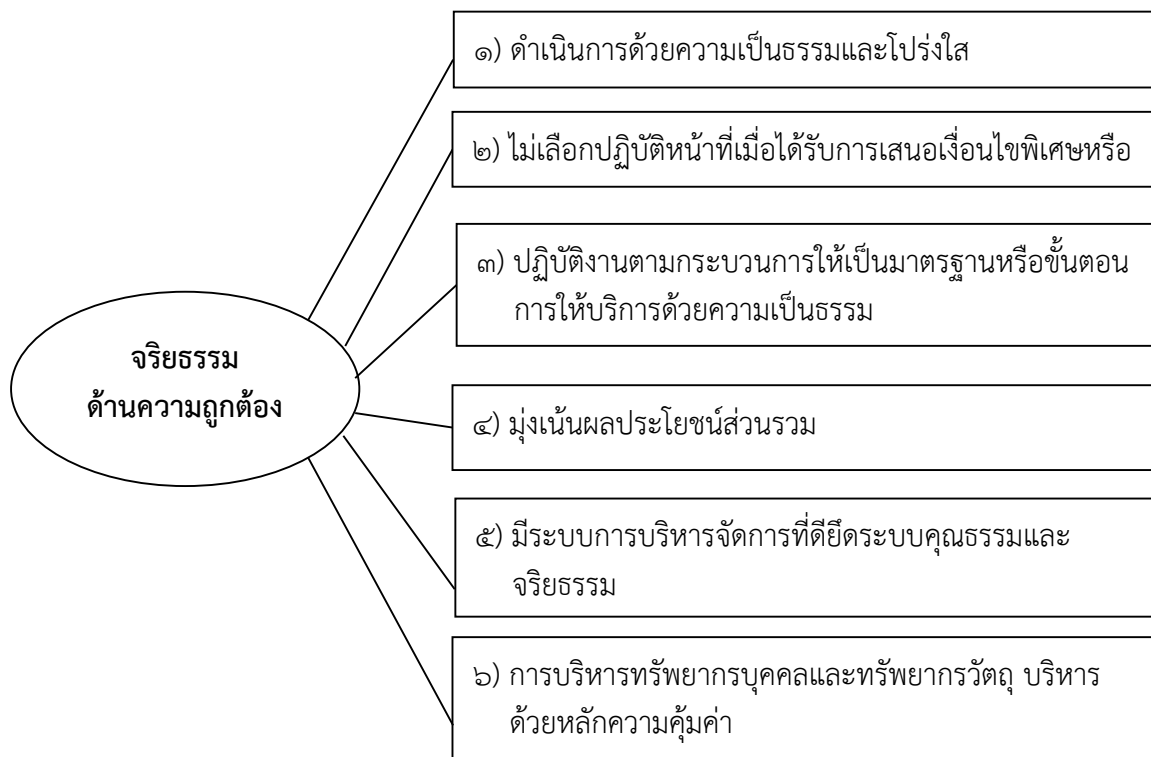 ๑) ดำเนินการด้วยความเป็นธรรมและโปร่งใส
๒) ไม่เลือกปฏิบัติหน้าที่เมื่อได้รับการเสนอเงื่อนไขพิเศษหรือ
๓) ปฏิบัติงานตามกระบวนการให้เป็นมาตรฐานหรือขั้นตอน
การให้บริการด้วยความเป็นธรรม
จริยธรรม
ด้านความถูกต้อง
๔) มุ่งเน้นผลประโยชน์ส่วนรวม
๕) มีระบบการบริหารจัดการที่ดียึดระบบคุณธรรมและ
จริยธรรม
๖) การบริหารทรัพยากรบุคคลและทรัพยากรวัตถุ บริหาร
ด้วยหลักความคุ้มค่า